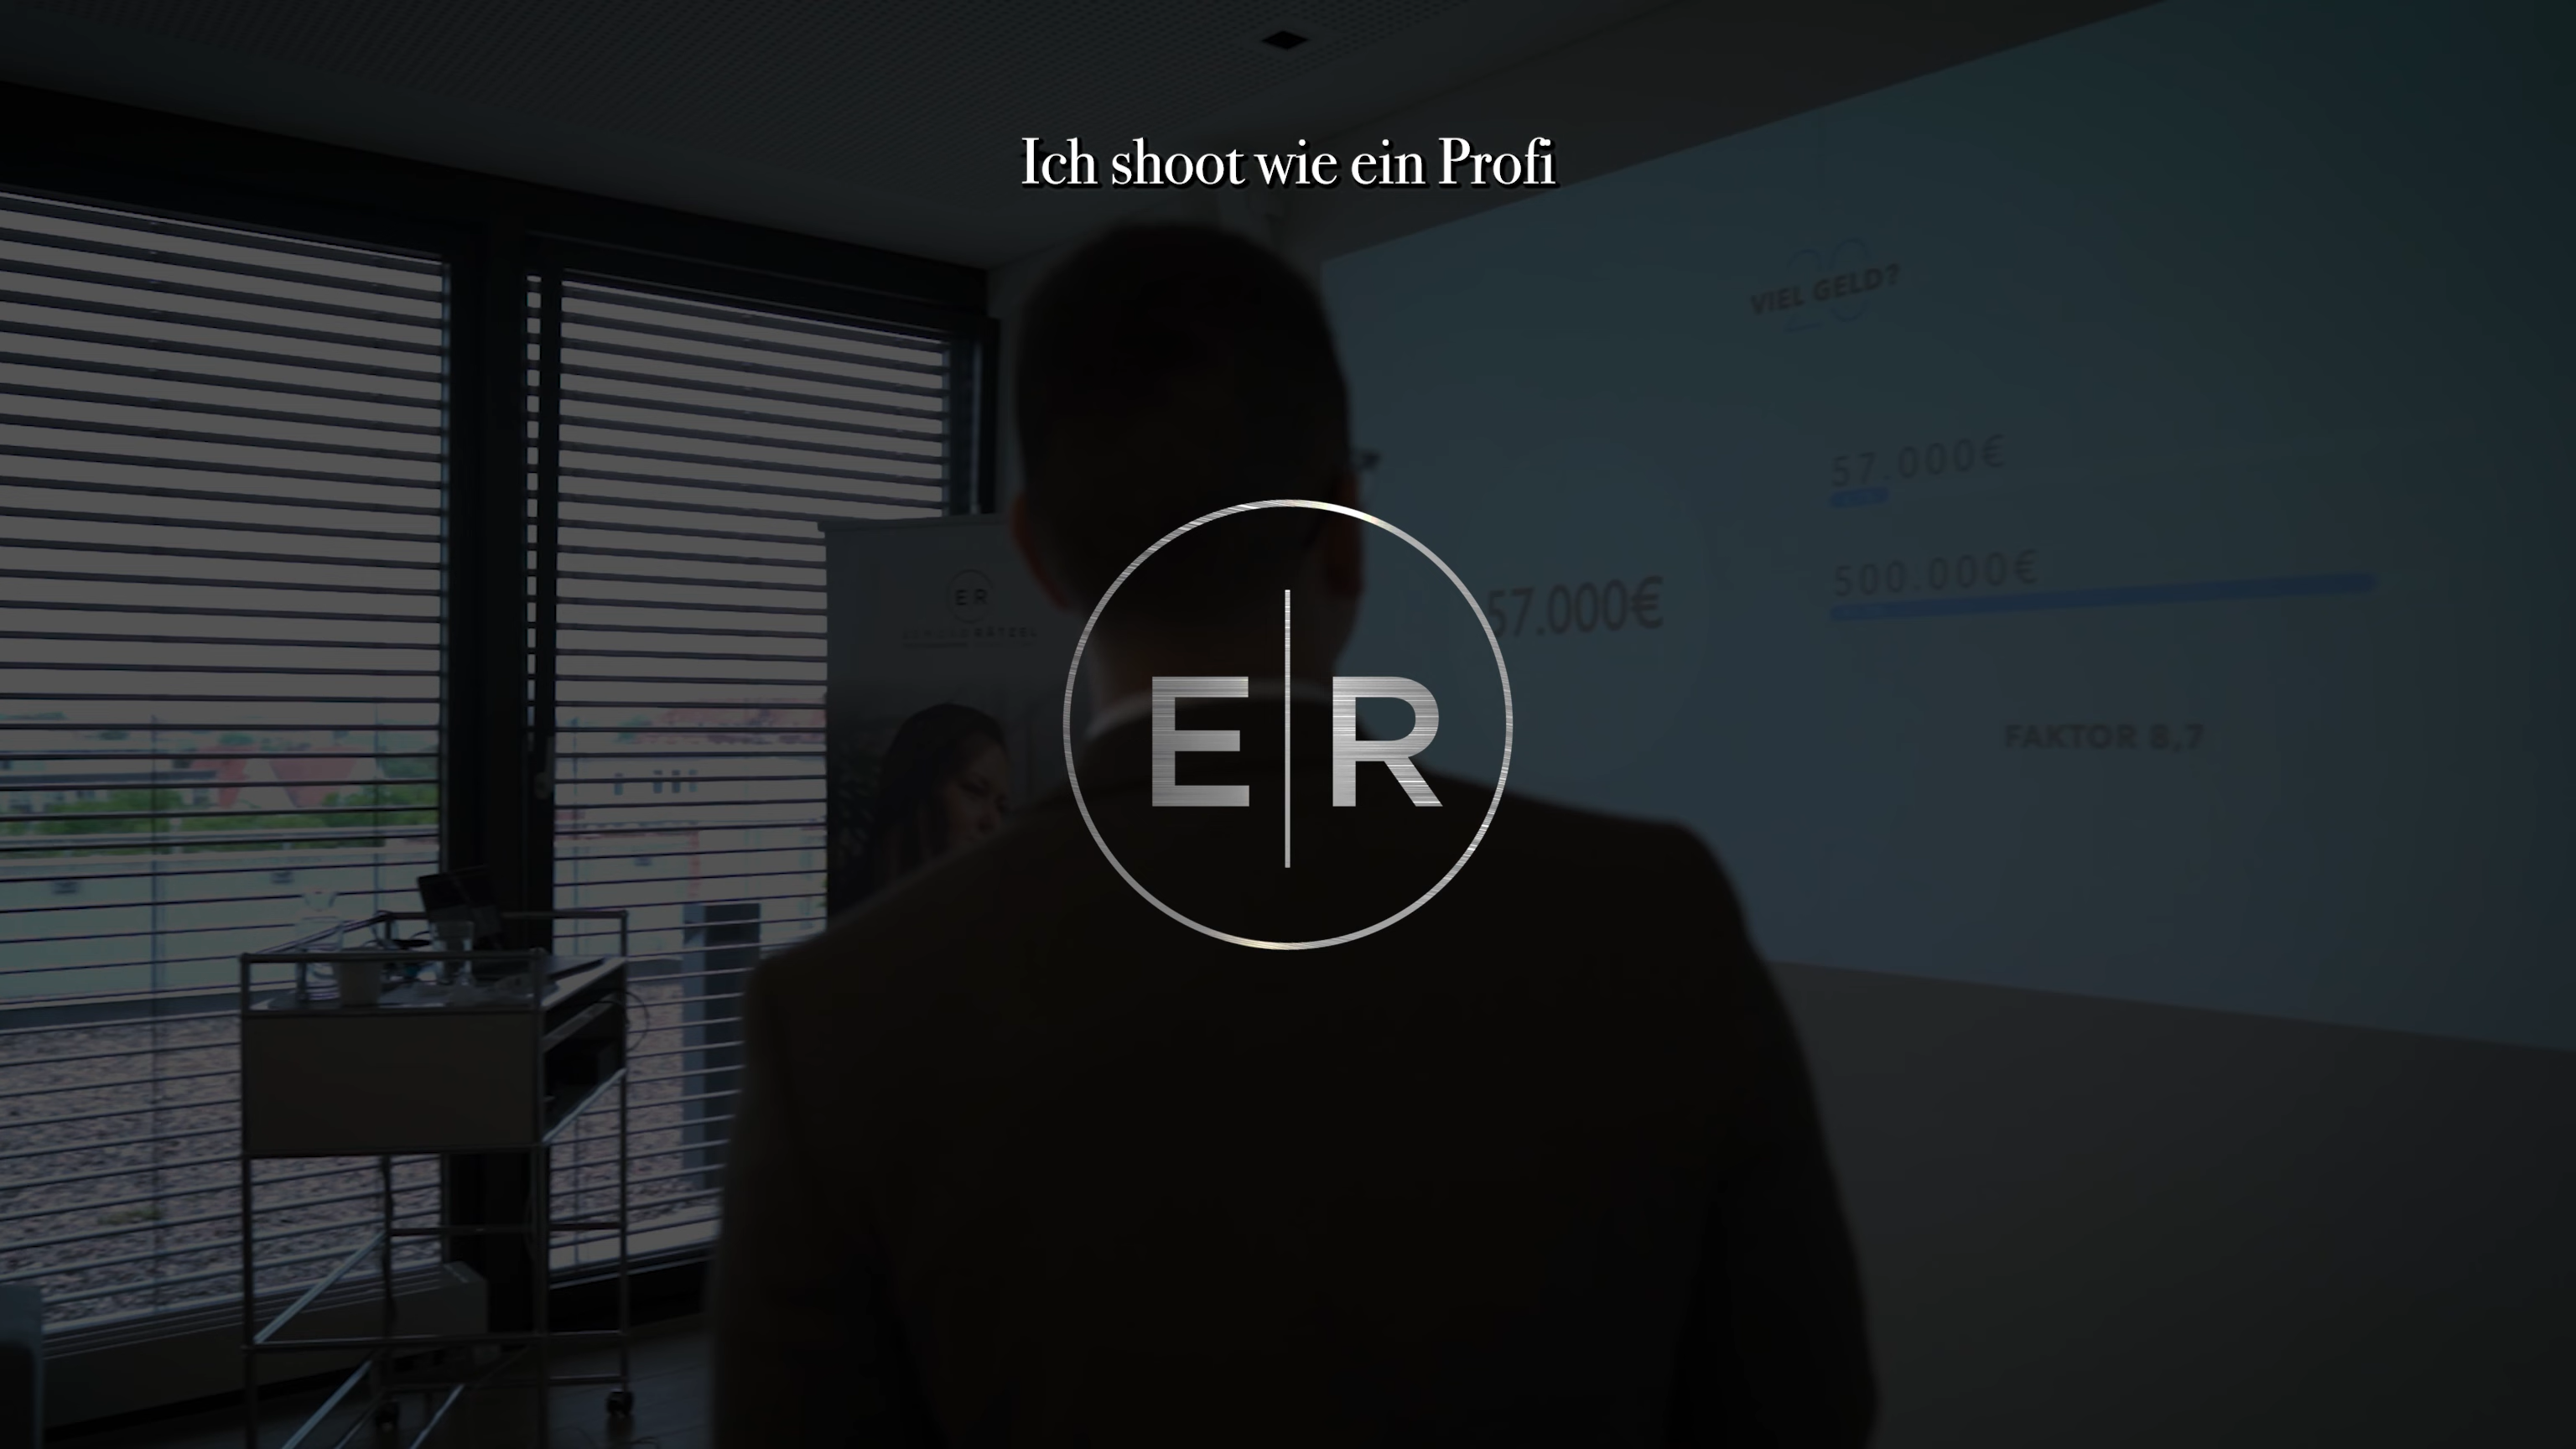 Ich shoot wie ein Profi
VIEL GELD?
57.000€
500.000€
57.000€
FAKTOR 8,7
E|R
E R